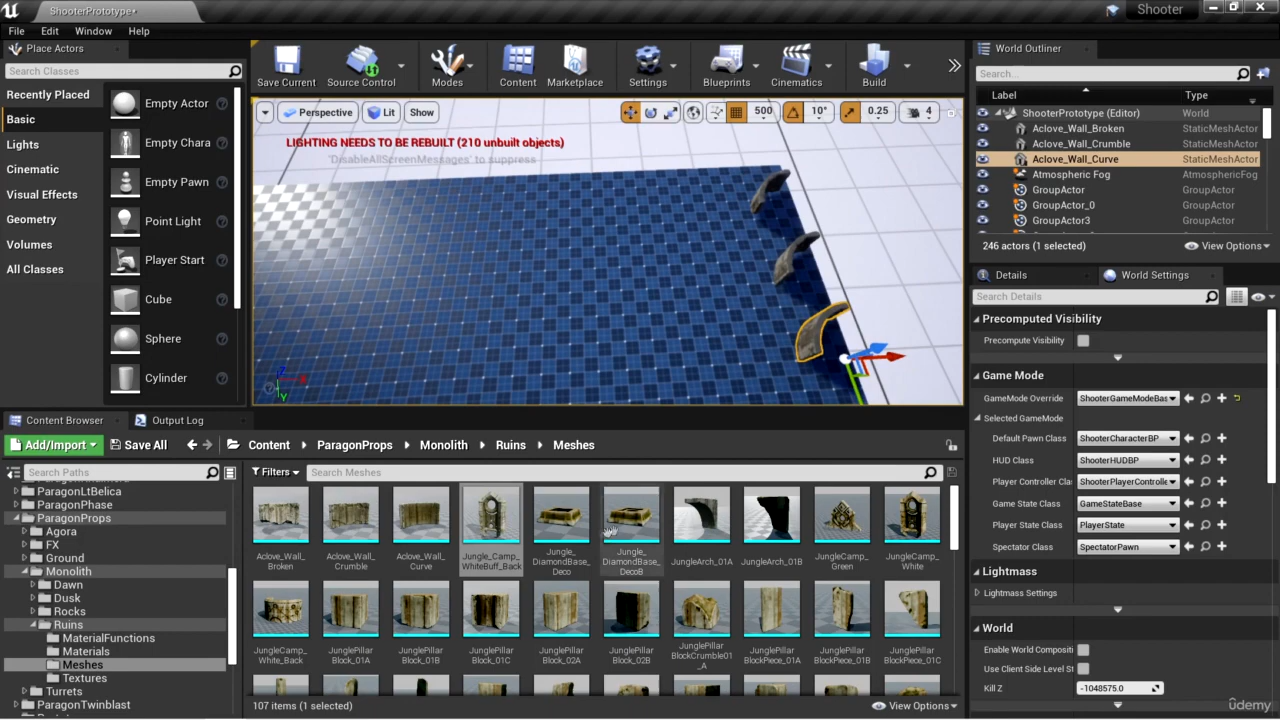 ShooterPrototype*
Shooter
File Edit Window Help
Place Actors
Search Classes
Recently Placed
Basic
Lights
Cinematic
Visual Effects
Geometry
Volumes
All Classes
Empty Actor
Empty Chara
Empty Pawn
Point Light
Player Start
Cube
Sphere
Cylinder
Save Current
Source Control
Modes
Content
Marketplace
Settings
Blueprints
Cinematics
Build
Perspective
Lit
Show
500
10°
0.25
4
LIGHTING NEEDS TO BE REBUILT (210 unbuilt objects)
'DisableAllScreenMessages' to suppress
World Outliner
Search...
Label Type
ShooterPrototype (Editor) World
Aclove_Wall_Broken StaticMeshActor
Aclove_Wall_Crumble StaticMeshActor
Aclove_Wall_Curve StaticMeshActor
Atmospheric Fog AtmosphericFog
GroupActor GroupActor
GroupActor_0 GroupActor
GroupActor3 GroupActor
246 actors (1 selected)
View Options
Details
World Settings
Search Details
Precomputed Visibility
Precompute Visibility
Game Mode
GameMode Override ShooterGameModeBas
Selected GameMode
Default Pawn Class ShooterCharacterBP
HUD Class ShooterHUDBP
Player Controller Cla ShooterPlayerControlle
Game State Class GameStateBase
Player State Class PlayerState
Spectator Class SpectatorPawn
Lightmass
Lightmass Settings
World
Enable World Compositi
Use Client Side Level St
Kill Z -1048575.0
Content Browser
Output Log
Add/Import
Save All
Content
ParagonProps
Monolith
Ruins
Meshes
Search Paths
Filters
Search Meshes
ParagonLtBelica
ParagonPhase
ParagonProps
Agora
FX
Ground
Monolith
Dawn
Dusk
Rocks
Ruins
MaterialFunctions
Materials
Meshes
Textures
Turrets
ParagonTwinblast
Aclove_Wall_
Broken
Aclove_Wall_
Crumble
Aclove_Wall_
Curve
Jungle_Camp_
WhiteBuff_Back
Jungle_
DiamondBase_
Deco
Jungle_
DiamondBase_
DecoB
JungleArch_01A
JungleArch_01B
JungleCamp_
Green
JungleCamp_
White
JungleCamp_
White_Back
JunglePillar
Block_01A
JunglePillar
Block_01B
JunglePillar
Block_01C
JunglePillar
Block_02A
JunglePillar
Block_02B
JunglePillar
BlockCrumble01
_A
JunglePillar
BlockPiece_01A
JunglePillar
BlockPiece_01B
JunglePillar
BlockPiece_01C
107 items (1 selected)
View Options
ûdemy